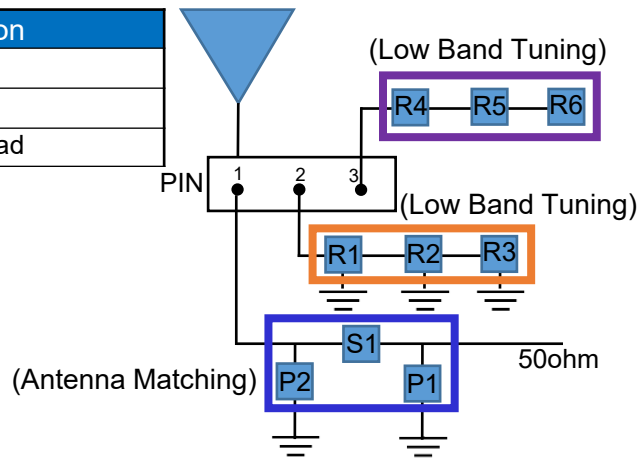 on
ad
(Low Band Tuning)
R4 R5 R6
PIN 1 2 3
(Low Band Tuning)
R1 R2 R3
S1
50ohm
(Antenna Matching) P2 P1